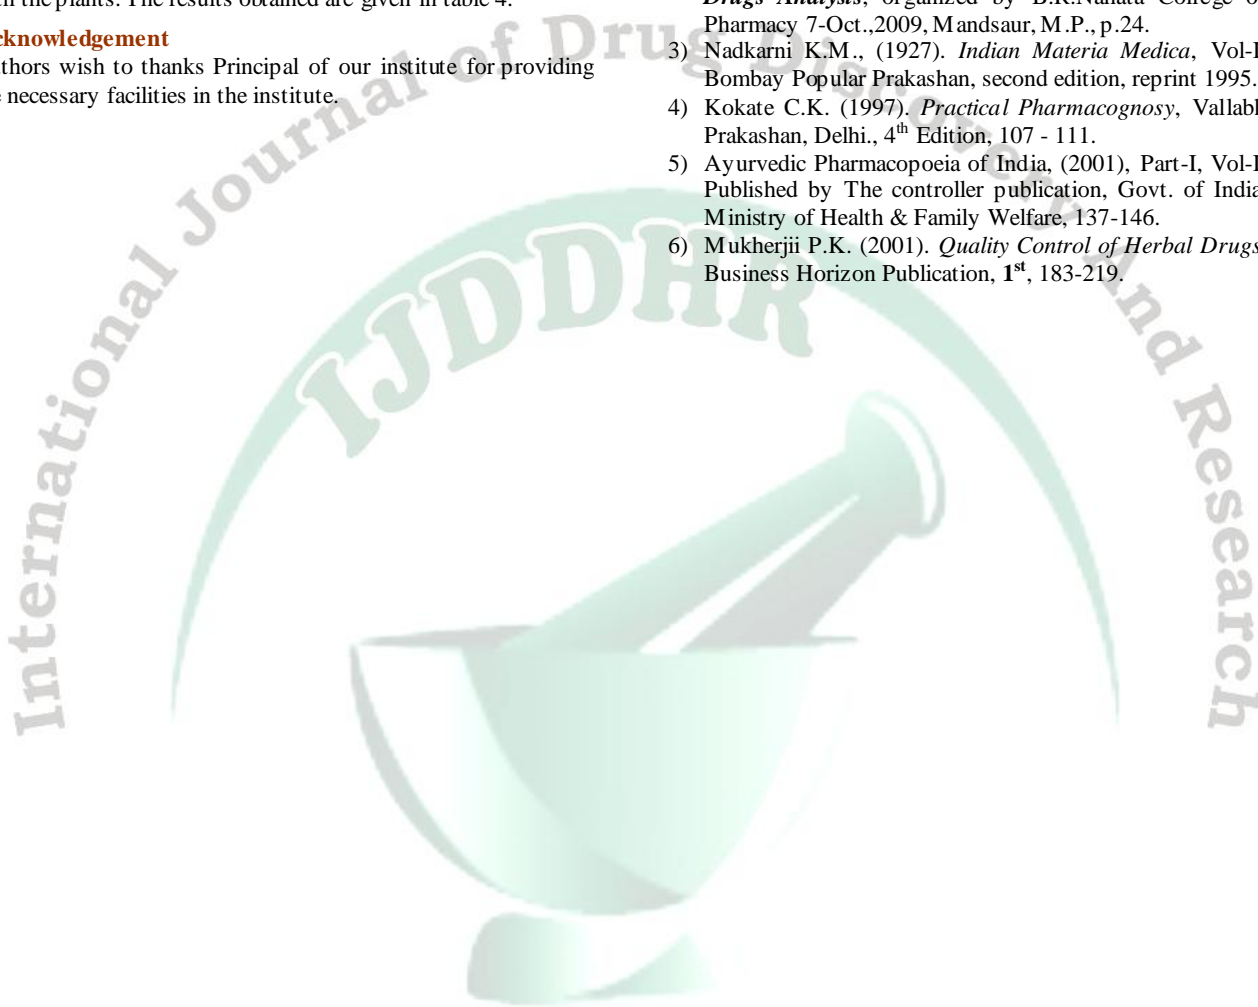 the plants. The results obtained are given in table 4.
cknowledgement
uthors wish to thanks Principal of our institute for providing
necessary facilities in the institute.
Drugs Analysis, organized by B.R.Nahata College o
Pharmacy 7-Oct.,2009, Mandsaur, M.P., p.24.
3) Nadkarni K.M., (1927). Indian Materia Medica, Vol-I
Bombay Popular Prakashan, second edition, reprint 1995.
4) Kokate C.K. (1997). Practical Pharmacognosy, Vallabh
Prakashan, Delhi., 4th Edition, 107 - 111.
5) Ayurvedic Pharmacopoeia of India, (2001), Part-I, Vol-I
Published by The controller publication, Govt. of India
Ministry of Health & Family Welfare, 137-146.
6) Mukherjii P.K. (2001). Quality Control of Herbal Drugs
Business Horizon Publication, 1st, 183-219.
International Journal of Drug Discovery And Research
IJDDHR